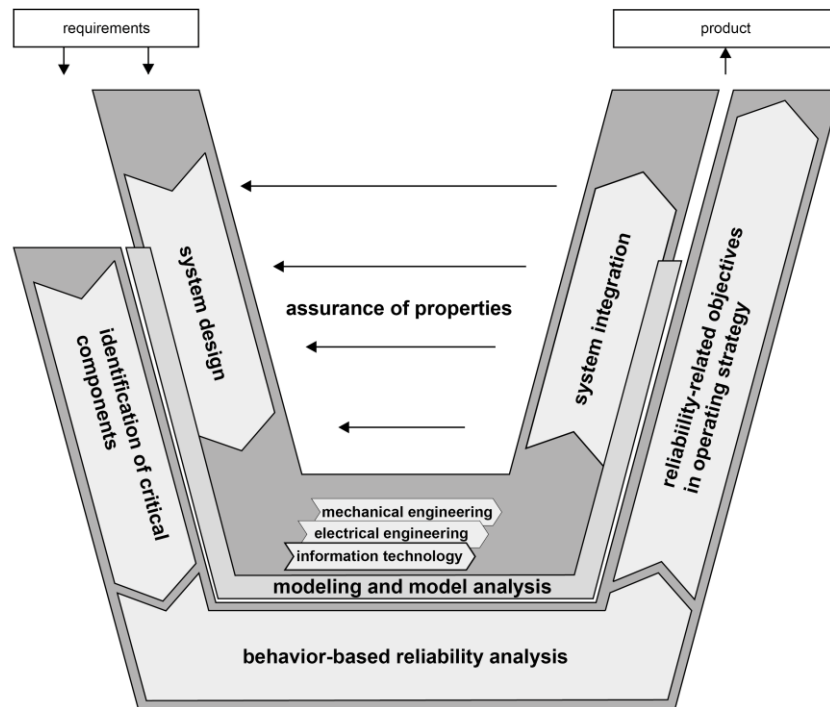 requirements
product
system design
assurance of properties
system integration
identification of critical
components
reliabiility-related objectives
in operating strategy
mechanical engineering
electrical engineering
information technology
modeling and model analysis
behavior-based reliability analysis